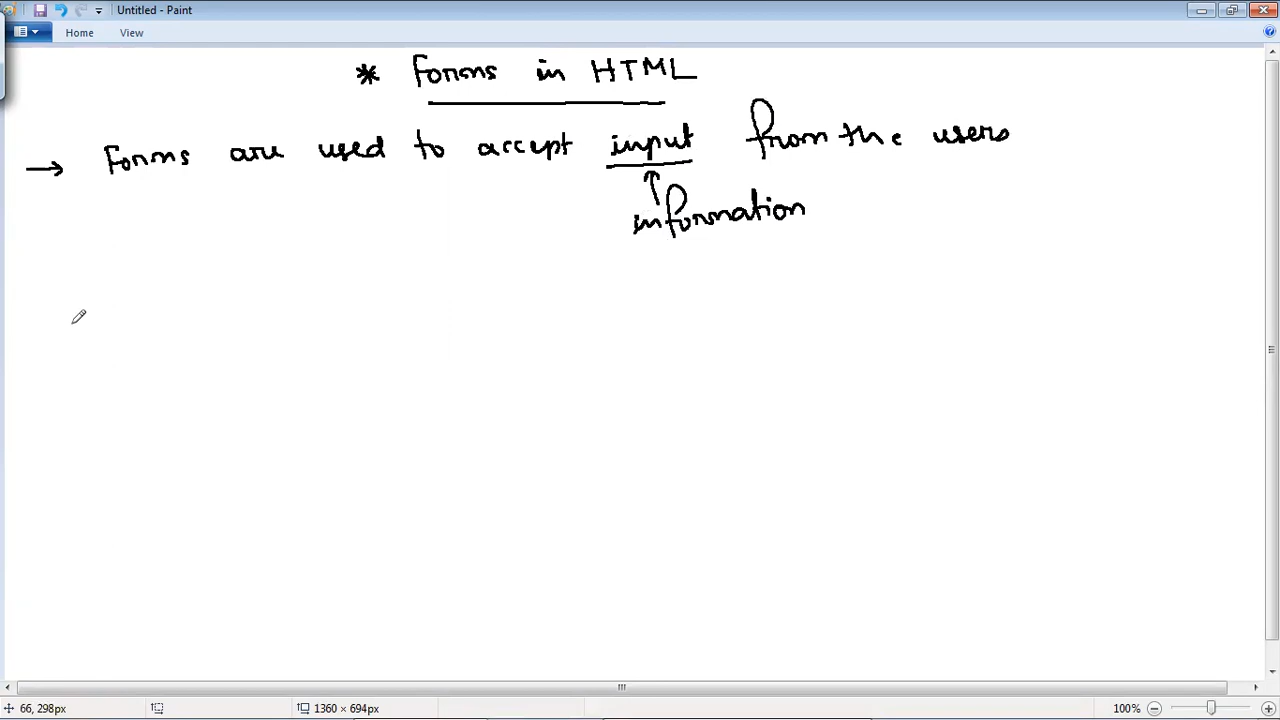 Untitled - Paint
Home View
* Forms in HTML
→ Forms are used to accept input from the users
information
66, 298px
1360 × 694px
100%